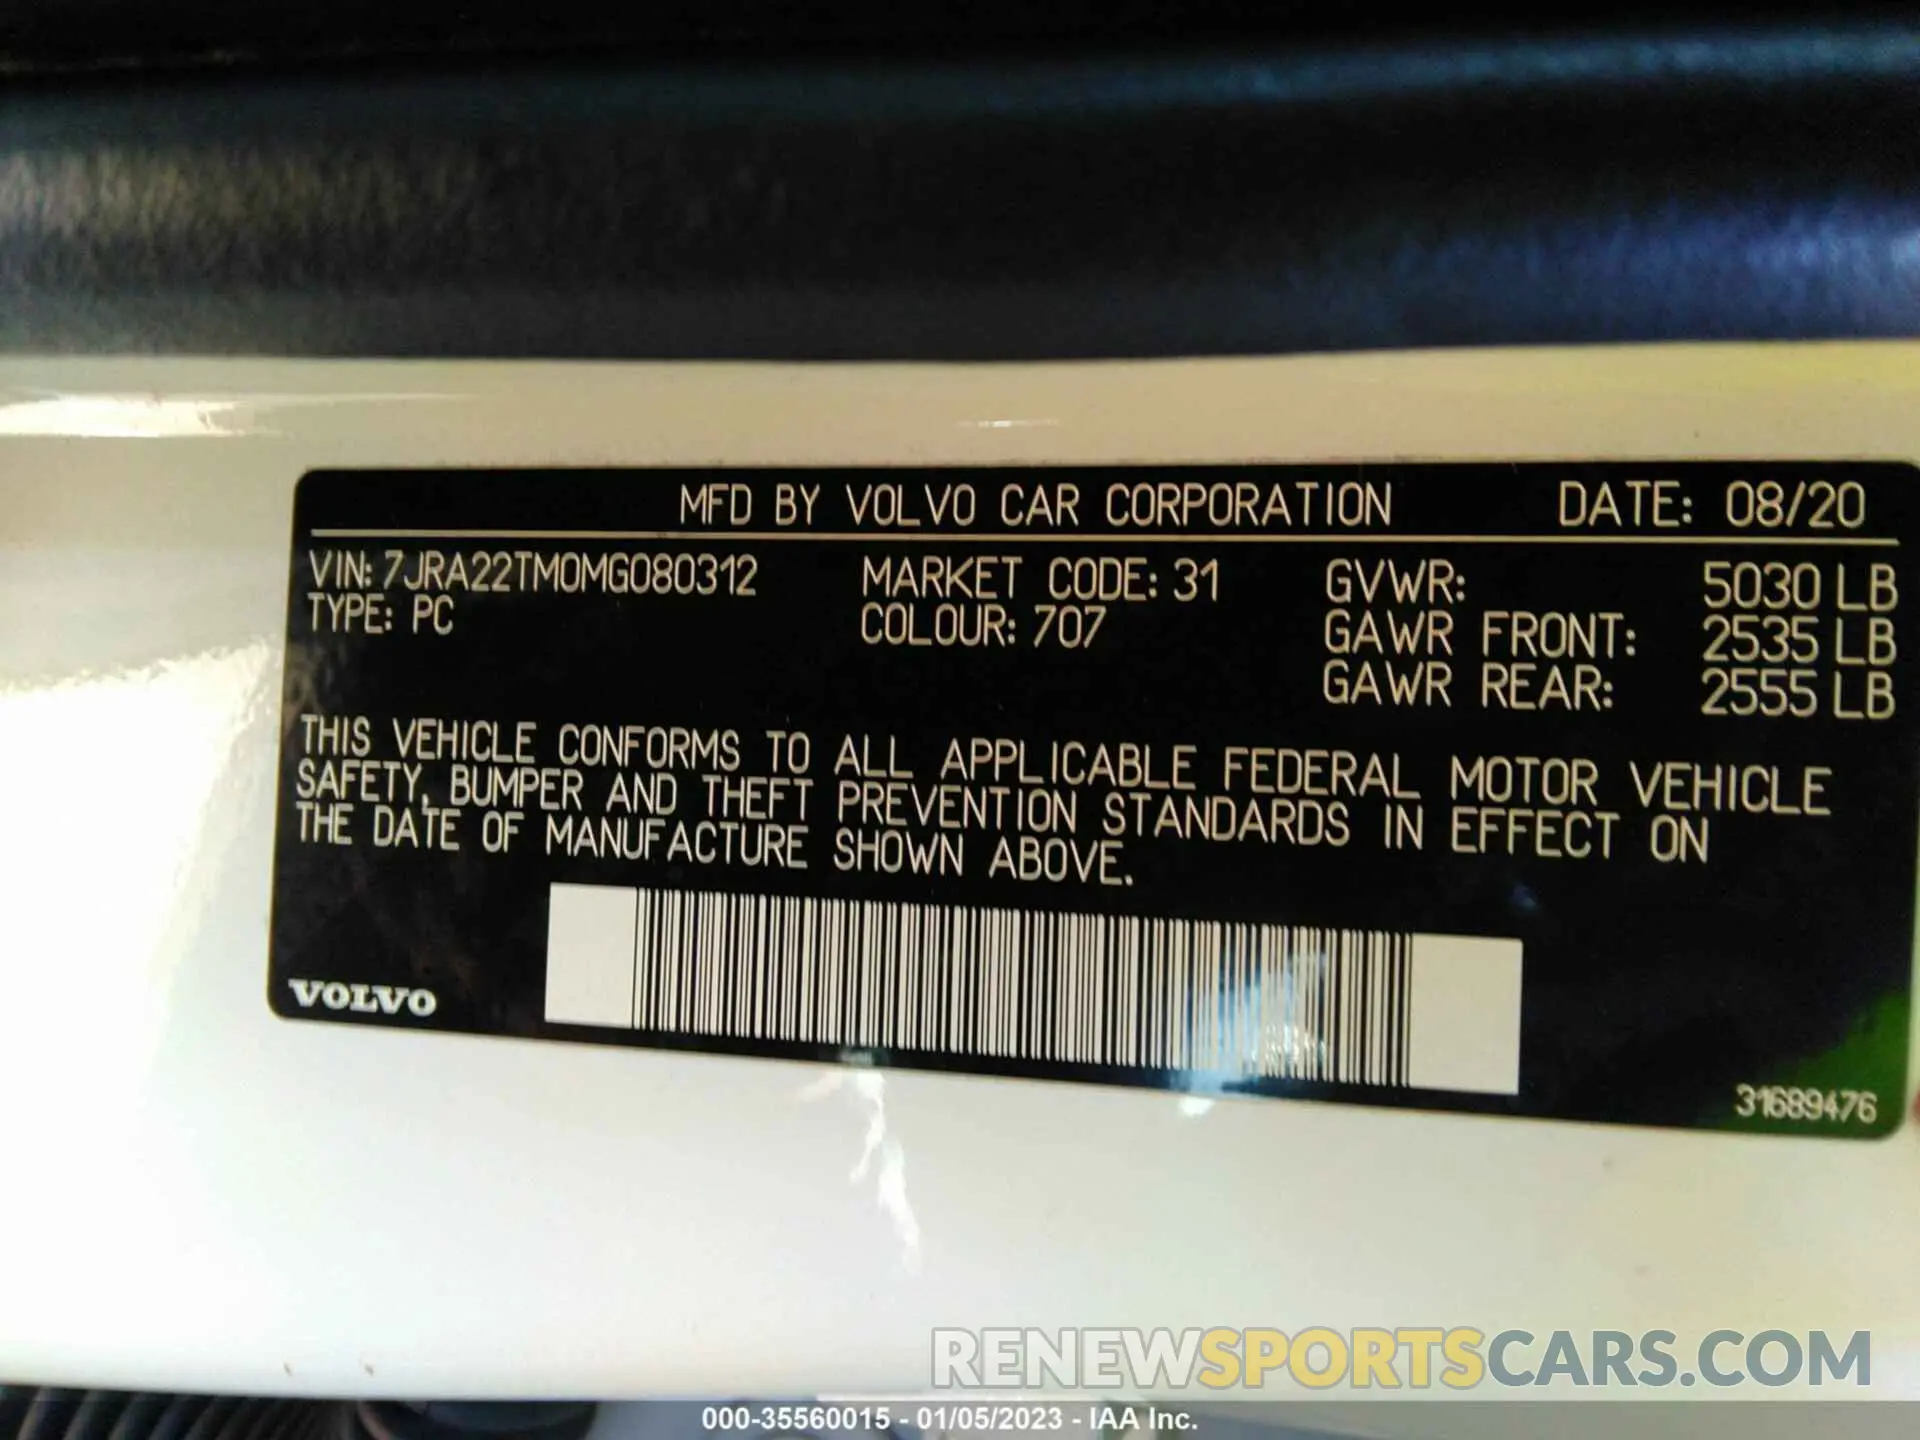 MFD BY VOLVO CAR CORPORATION DATE: 08/20
VIN: 7JRA22TM0MG080312 MARKET CODE: 31 GVWR: 5030 LB
TYPE: PC COLOUR: 707 GAWR FRONT: 2535 LB
GAWR REAR: 2555 LB
THIS VEHICLE CONFORMS TO ALL APPLICABLE FEDERAL MOTOR VEHICLE
SAFETY, BUMPER AND THEFT PREVENTION STANDARDS IN EFFECT ON
THE DATE OF MANUFACTURE SHOWN ABOVE.
VOLVO
31689476
RENEWSPORTSCARS.COM
000-35560015 - 01/05/2023 - IAA Inc.